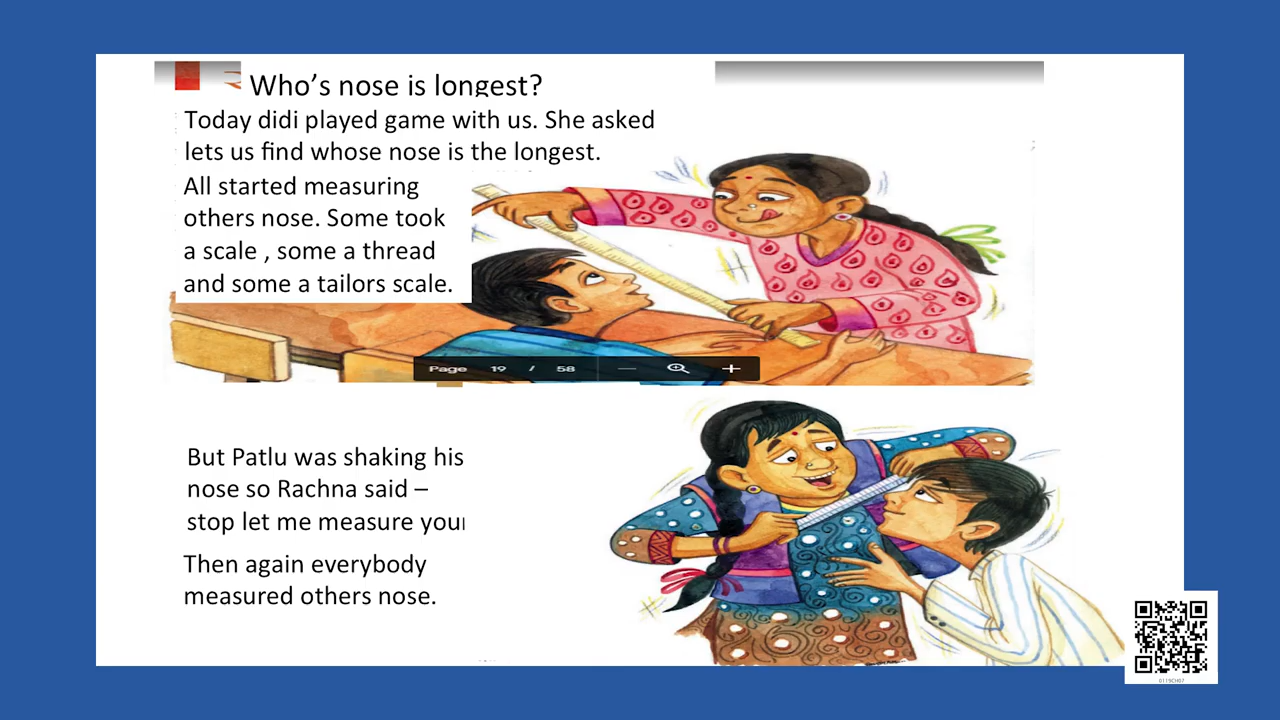 Who's nose is longest?
Today didi played game with us. She asked
lets us find whose nose is the longest.
All started measuring
others nose. Some took
a scale , some a thread
and some a tailors scale.
Page 19 / 58
But Patlu was shaking his
nose so Rachna said –
stop let me measure your
Then again everybody
measured others nose.
0119CH07